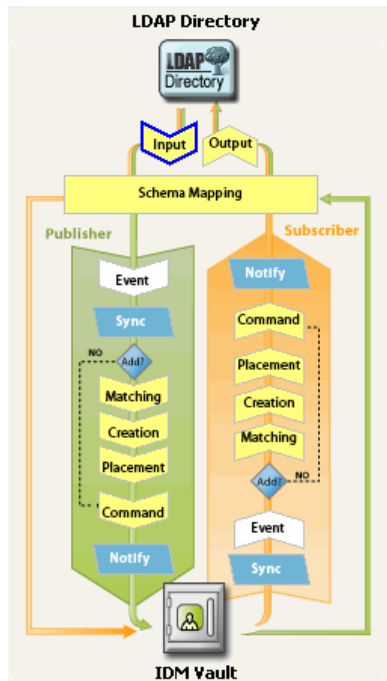 LDAP Directory
LDAP
Directory
Input
Output
Schema Mapping
Publisher
Event
Sync
NO
Add?
Matching
Creation
Placement
Command
Notify
Subscriber
Notify
Command
Placement
Creation
Matching
Add?
NO
Event
Sync
IDM Vault